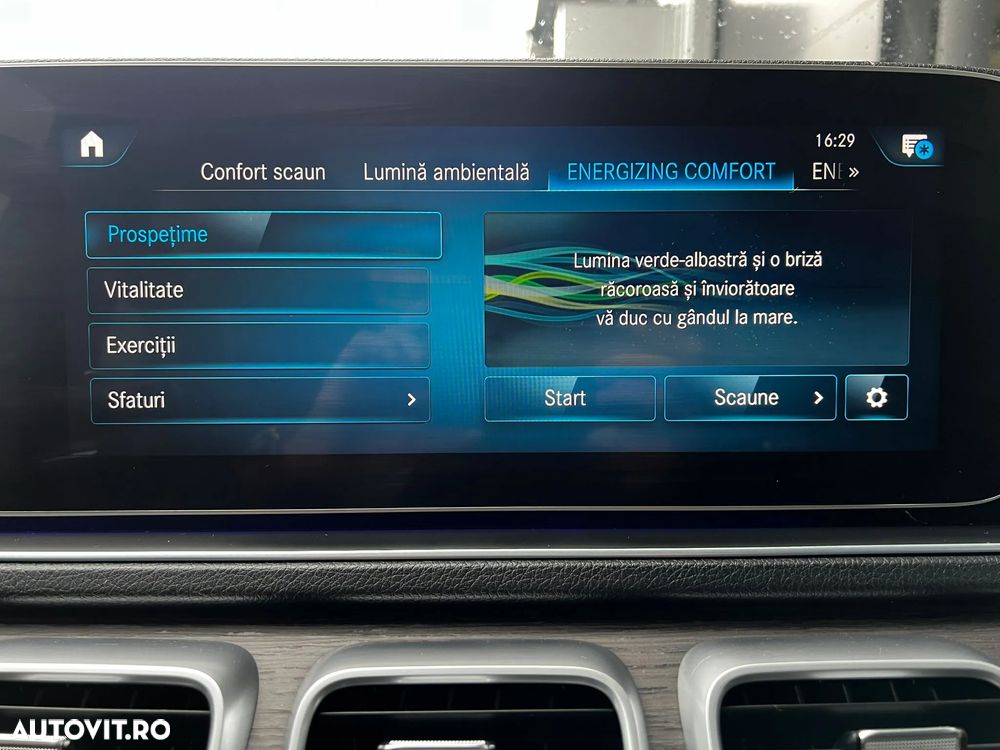 16:29
Confort scaun
Lumină ambientală
ENERGIZING COMFORT
Prospețime
Vitalitate
Exerciții
Sfaturi
Lumina verde-albastră și o briză
răcoroasă și înviorătoare
vă duc cu gândul la mare.
Start
Scaune
AUTOVIT.RO